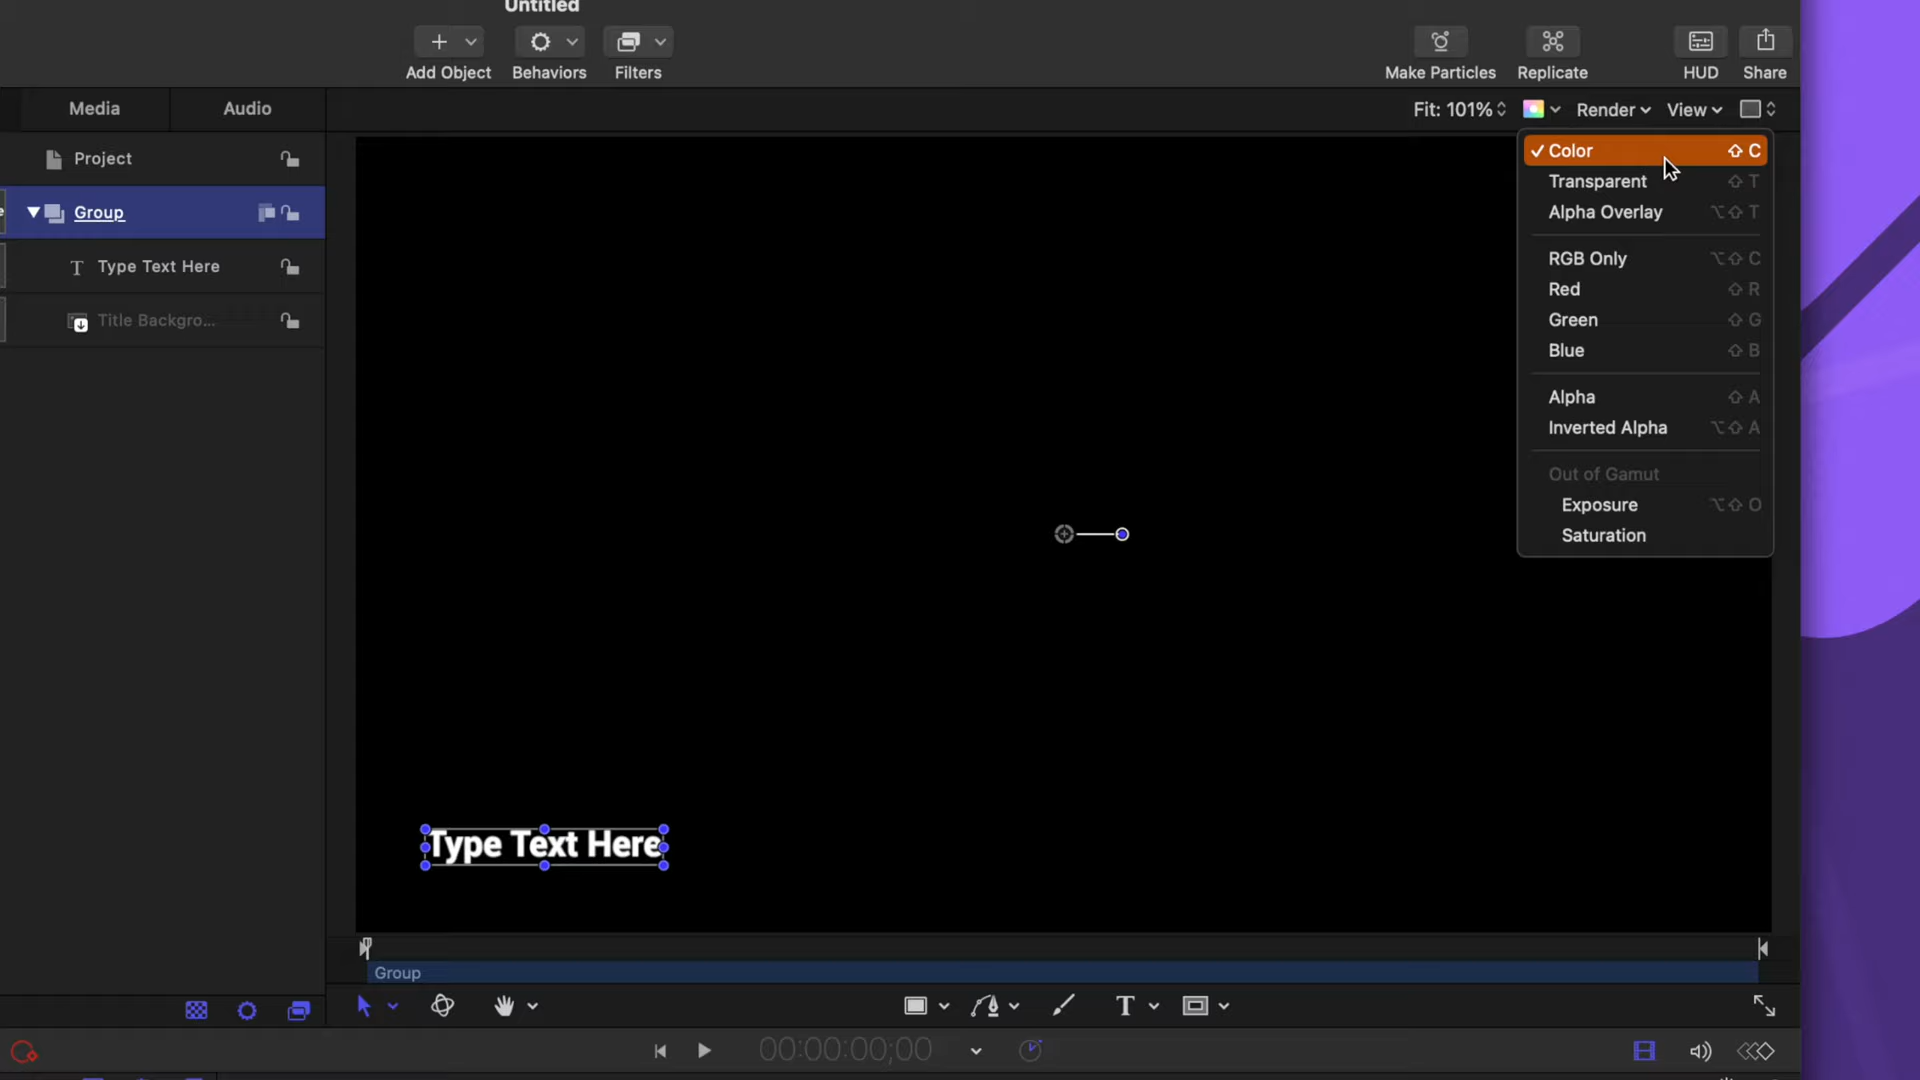 Untitled
Add Object
Behaviors
Filters
Make Particles
Replicate
HUD
Share
Media
Audio
Fit: 101%
Render
View
Project
Group
Type Text Here
Title Backgro...
Color ⇧ C
Transparent ⇧ T
Alpha Overlay ⌥⇧ T
RGB Only ⌥⇧ C
Red ⇧ R
Green ⇧ G
Blue ⇧ B
Alpha ⇧ A
Inverted Alpha ⌥⇧ A
Out of Gamut
Exposure ⌥⇧ O
Saturation
Type Text Here
Group
T
00:00:00;00